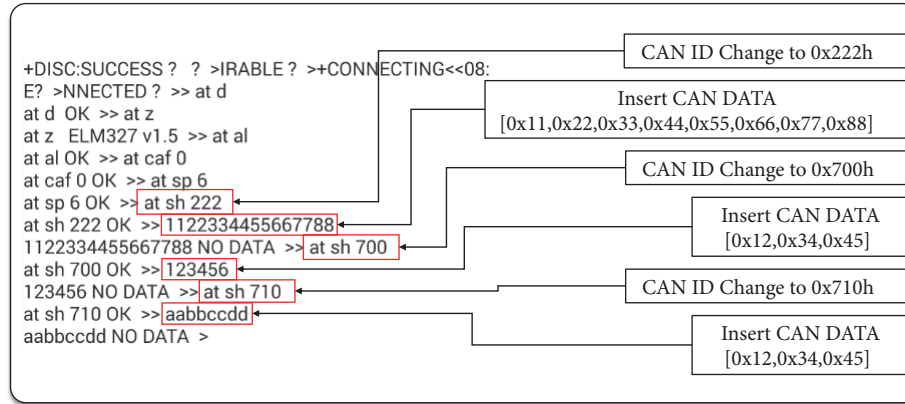 +DISC:SUCCESS ? ? >IRABLE ? >+CONNECTING<<08:
E? >NNECTED ? >> at d
at d OK >> at z
at z ELM327 v1.5 >> at al
at al OK >> at caf 0
at caf 0 OK >> at sp 6
at sp 6 OK >> at sh 222
at sh 222 OK >> 1122334455667788
1122334455667788 NO DATA >> at sh 700
at sh 700 OK >> 123456
123456 NO DATA >> at sh 710
at sh 710 OK >> aabbccdd
aabbccdd NO DATA >
CAN ID Change to 0x222h
Insert CAN DATA
[0x11,0x22,0x33,0x44,0x55,0x66,0x77,0x88]
CAN ID Change to 0x700h
Insert CAN DATA
[0x12,0x34,0x45]
CAN ID Change to 0x710h
Insert CAN DATA
[0x12,0x34,0x45]